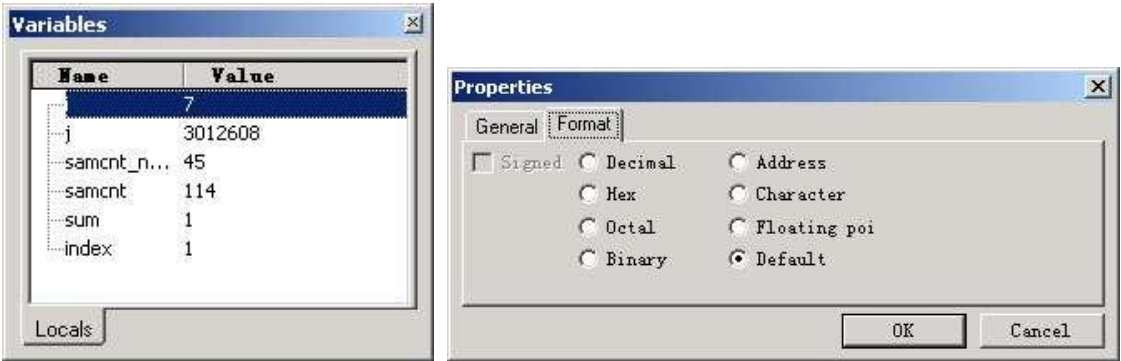 Variables
Name Value
7
j 3012608
samcnt_n... 45
samcnt 114
sum 1
index 1
Locals
Properties
General Format
Signed Decimal Address
Hex Character
Octal Floating poi
Binary Default
OK Cancel